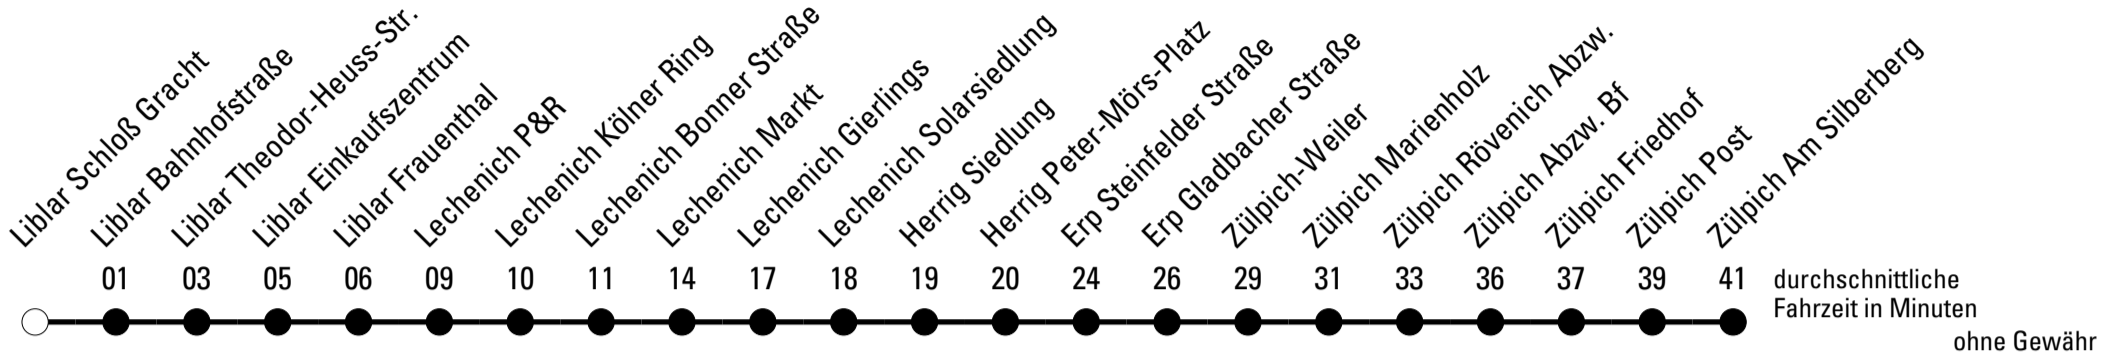 Liblar Schloß Gracht
Liblar Bahnhofstraße
Liblar Theodor-Heuss-Str.
Liblar Einkaufszentrum
Liblar Frauenthal
Lechenich P&R
Lechenich Kölner Ring
Lechenich Bonner Straße
Lechenich Markt
Lechenich Gierlings
Lechenich Solarsiedlung
Herrig Siedlung
Herrig Peter-Mörs-Platz
Erp Steinfelder Straße
Erp Gladbacher Straße
Zülpich-Weiler
Zülpich Marienholz
Zülpich Rövenich Abzw.
Zülpich Abzw. Bf
Zülpich Friedhof
Zülpich Post
Zülpich Am Silberberg
01 03 05 06 09 10 11 14 17 18 19 20 24 26 29 31 33 36 37 39 41
durchschnittliche
Fahrzeit in Minuten
ohne Gewähr